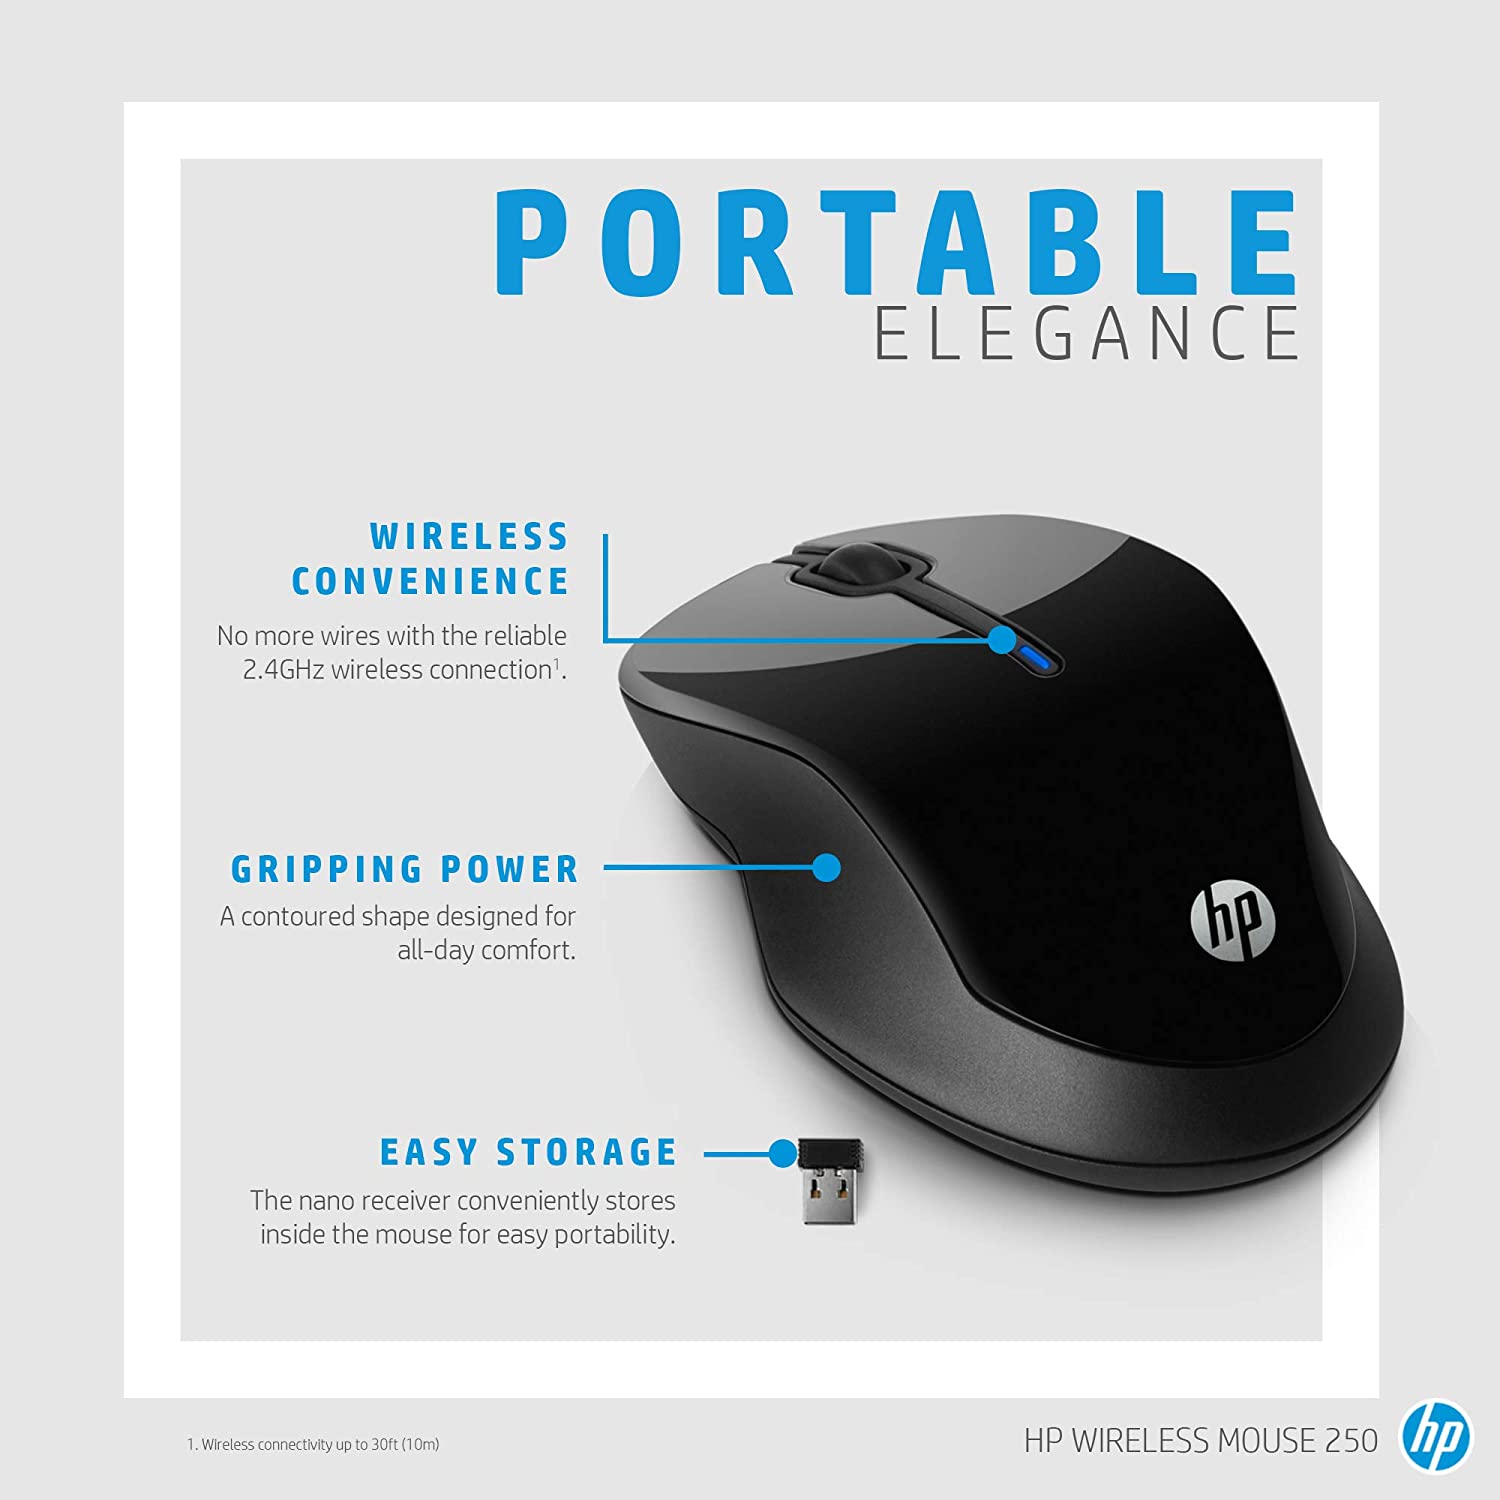 PORTABLE
ELEGANCE
WIRELESS
CONVENIENCE
No more wires with the reliable
2.4GHz wireless connection¹.
GRIPPING POWER
A contoured shape designed for
all-day comfort.
hp
EASY STORAGE
The nano receiver conveniently stores
inside the mouse for easy portability.
1. Wireless connectivity up to 30ft (10m)
HP WIRELESS MOUSE 250
hp